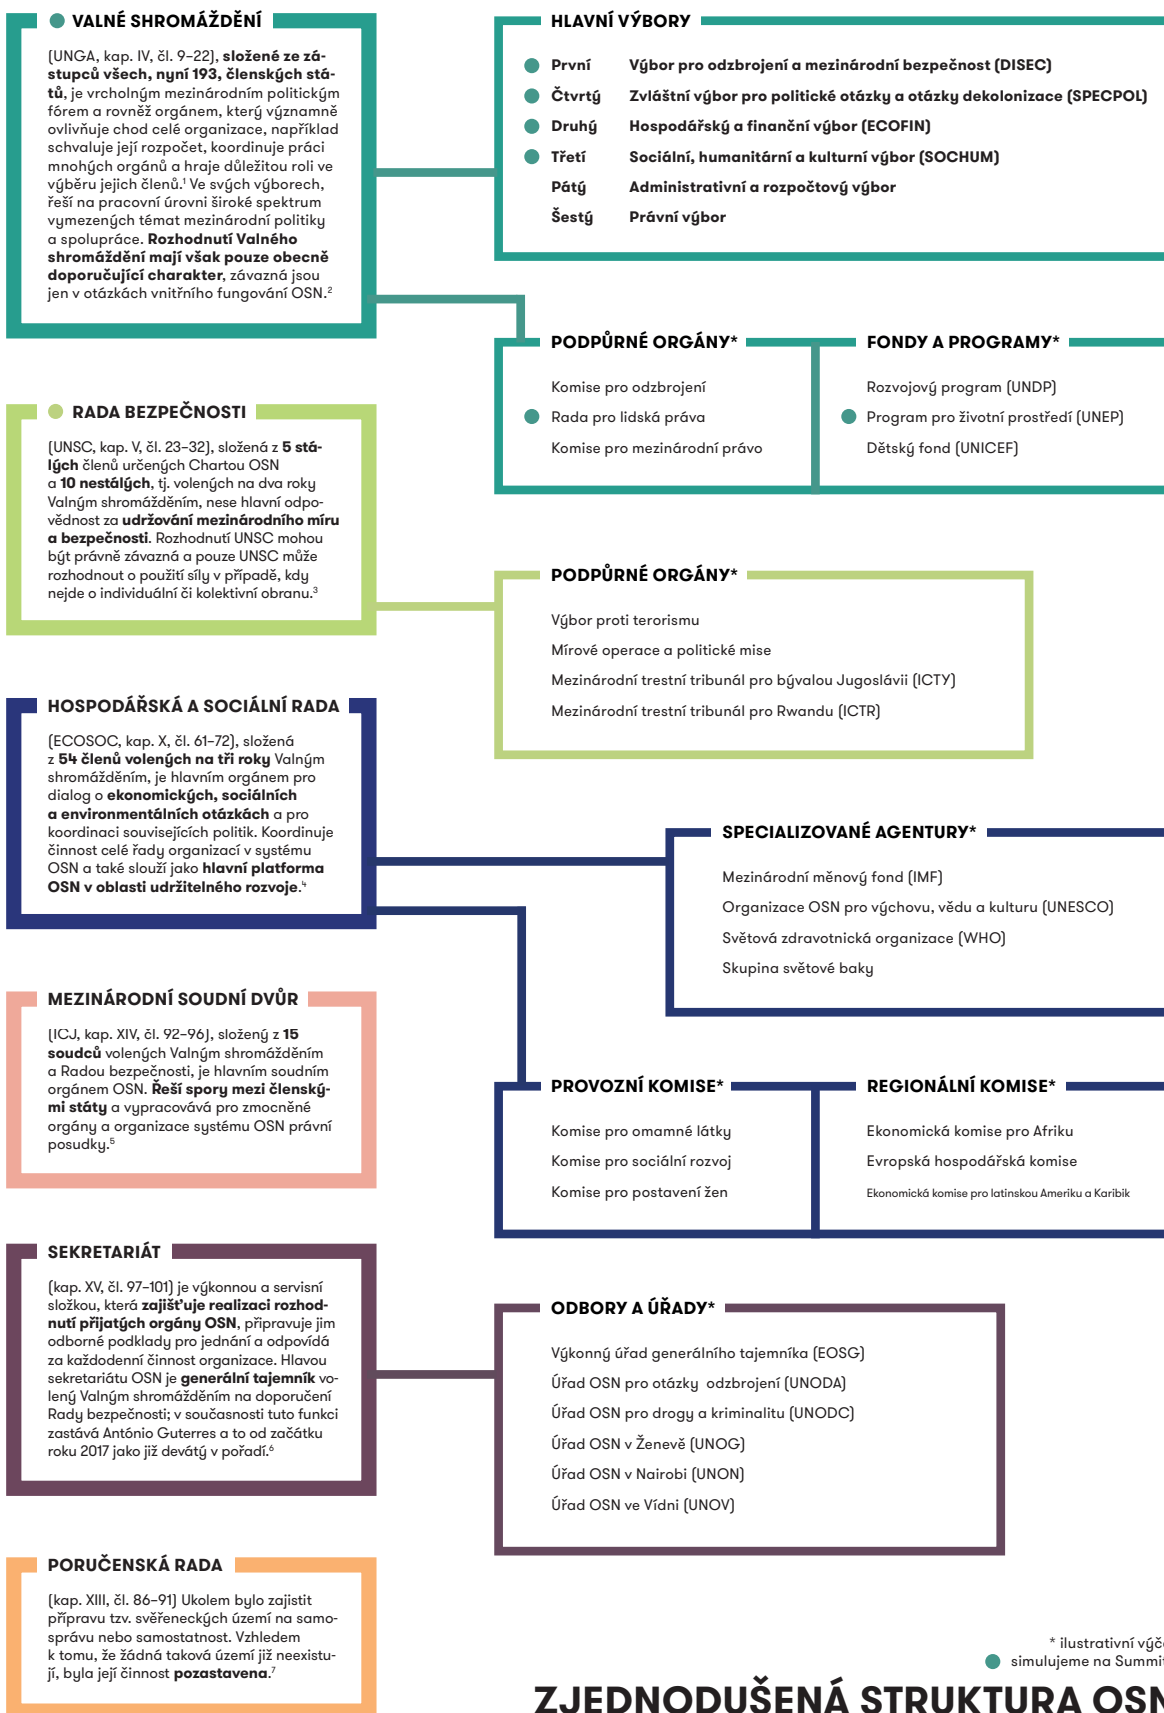 VALNÉ SHROMÁŽDĚNÍ
(UNGA, kap. IV, čl. 9–22), složené ze zá-
stupců všech, nyní 193, členských stá-
tů, je vrcholným mezinárodním politickým
fórem a rovněž orgánem, který významně
ovlivňuje chod celé organizace, například
schvaluje její rozpočet, koordinuje práci
mnohých orgánů a hraje důležitou roli ve
výběru jejich členů.¹ Ve svých výborech,
řeší na pracovní úrovni široké spektrum
vymezených témat mezinárodní politiky
a spolupráce. Rozhodnutí Valného
shromáždění mají však pouze obecně
doporučující charakter, závazná jsou
jen v otázkách vnitřního fungování OSN.²
HLAVNÍ VÝBORY
První Výbor pro odzbrojení a mezinárodní bezpečnost (DISEC)
Čtvrtý Zvláštní výbor pro politické otázky a otázky dekolonizace (SPECPOL)
Druhý Hospodářský a finanční výbor (ECOFIN)
Třetí Sociální, humanitární a kulturní výbor (SOCHUM)
Pátý Administrativní a rozpočtový výbor
Šestý Právní výbor
PODPŮRNÉ ORGÁNY*
Komise pro odzbrojení
Rada pro lidská práva
Komise pro mezinárodní právo
FONDY A PROGRAMY*
Rozvojový program (UNDP)
Program pro životní prostředí (UNEP)
Dětský fond (UNICEF)
RADA BEZPEČNOSTI
(UNSC, kap. V, čl. 23–32), složená z 5 stá-
lých členů určených Chartou OSN
a 10 nestálých, tj. volených na dva roky
Valným shromážděním, nese hlavní odpo-
vědnost za udržování mezinárodního míru
a bezpečnosti. Rozhodnutí UNSC mohou
být právně závazná a pouze UNSC může
rozhodnout o použití síly v případě, kdy
nejde o individuální či kolektivní obranu.³
PODPŮRNÉ ORGÁNY*
Výbor proti terorismu
Mírové operace a politické mise
Mezinárodní trestní tribunál pro bývalou Jugoslávii (ICTY)
Mezinárodní trestní tribunál pro Rwandu (ICTR)
HOSPODÁŘSKÁ A SOCIÁLNÍ RADA
(ECOSOC, kap. X, čl. 61–72), složená
z 54 členů volených na tři roky Valným
shromážděním, je hlavním orgánem pro
dialog o ekonomických, sociálních
a environmentálních otázkách a pro
koordinaci souvisejících politik. Koordinuje
činnost celé řady organizací v systému
OSN a také slouží jako hlavní platforma
OSN v oblasti udržitelného rozvoje.⁴
SPECIALIZOVANÉ AGENTURY*
Mezinárodní měnový fond (IMF)
Organizace OSN pro výchovu, vědu a kulturu (UNESCO)
Světová zdravotnická organizace (WHO)
Skupina světové baky
MEZINÁRODNÍ SOUDNÍ DVŮR
(ICJ, kap. XIV, čl. 92–96), složený z 15
soudců volených Valným shromážděním
a Radou bezpečnosti, je hlavním soudním
orgánem OSN. Řeší spory mezi členský-
mi státy a vypracovává pro zmocněné
orgány a organizace systému OSN právní
posudky.⁵
PROVOZNÍ KOMISE*
Komise pro omamné látky
Komise pro sociální rozvoj
Komise pro postavení žen
REGIONÁLNÍ KOMISE*
Ekonomická komise pro Afriku
Evropská hospodářská komise
Ekonomická komise pro latinskou Ameriku a Karibik
SEKRETARIÁT
(kap. XV, čl. 97–101) je výkonnou a servisní
složkou, která zajišťuje realizaci rozhod-
nutí přijatých orgány OSN, připravuje jim
odborné podklady pro jednání a odpovídá
za každodenní činnost organizace. Hlavou
sekretariátu OSN je generální tajemník vo-
lený Valným shromážděním na doporučení
Rady bezpečnosti; v současnosti tuto funkci
zastává António Guterres a to od začátku
roku 2017 jako již devátý v pořadí.⁶
ODBORY A ÚŘADY*
Výkonný úřad generálního tajemníka (EOSG)
Úřad OSN pro otázky odzbrojení (UNODA)
Úřad OSN pro drogy a kriminalitu (UNODC)
Úřad OSN v Ženevě (UNOG)
Úřad OSN v Nairobi (UNON)
Úřad OSN ve Vídni (UNOV)
PORUČENSKÁ RADA
(kap. XIII, čl. 86–91) Ukolem bylo zajistit
přípravu tzv. svěřeneckých území na samo-
správu nebo samostatnost. Vzhledem
k tomu, že žádná taková území již neexistu-
jí, byla její činnost pozastavena.⁷
* ilustrativní výč
simulujeme na Summit
ZJEDNODUŠENÁ STRUKTURA OSN